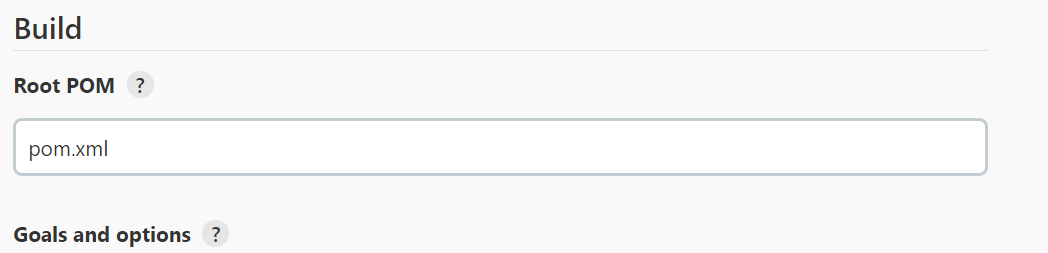 Build
Root POM ?
pom.xml
Goals and options ?